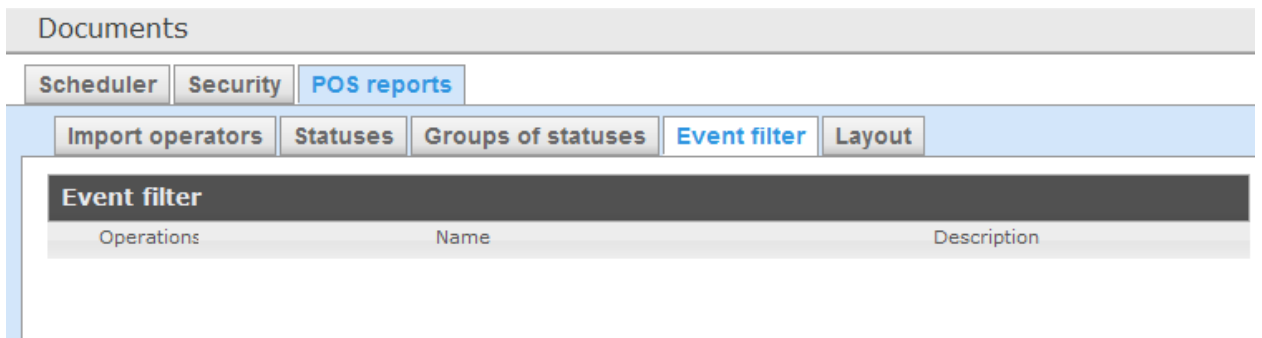 Documents
Scheduler Security POS reports
Import operators Statuses Groups of statuses Event filter Layout
Event filter
Operations Name Description